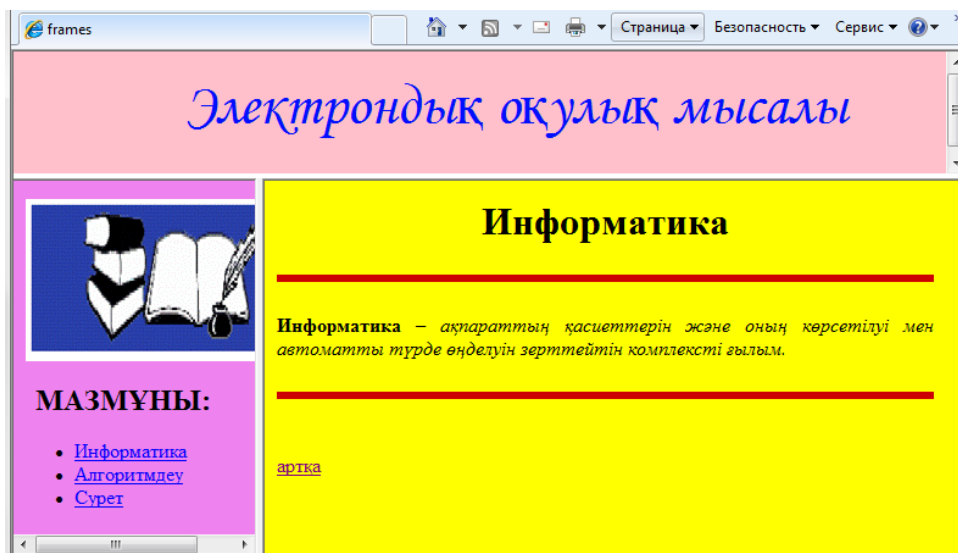 frames
Страница Безопасность Сервис
Электрондық оқулық мысалы
МАЗМҰНЫ:
Информатика
Алгоритмдеу
Сурет
Информатика
Информатика – ақпараттың қасиеттерін және оның көрсетілуі мен
автоматты түрде өңделуін зерттейтін комплексті ғылым.
артқа